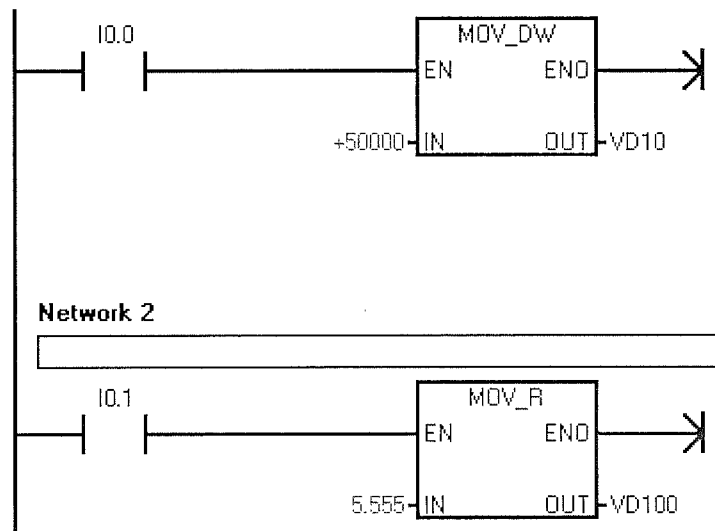 I0.0
MOV_DW
EN ENO
+50000 IN OUT VD10
Network 2
I0.1
MOV_R
EN ENO
5.555 IN OUT VD100